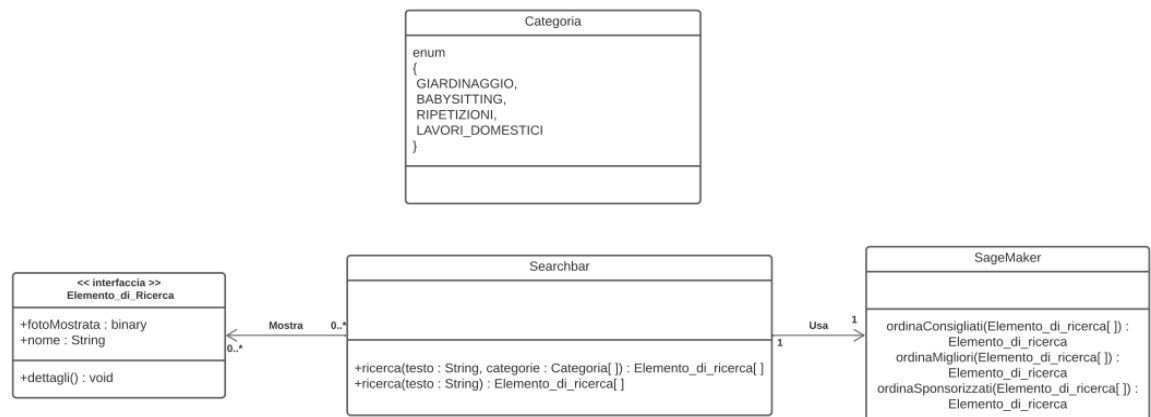 Categoria
enum
{
GIARDINAGGIO,
BABYSITTING,
RIPETIZIONI,
LAVORI_DOMESTICI
}
<< interfaccia >>
Elemento_di_Ricerca
+fotoMostrata : binary
+nome : String
+dettagli() : void
Mostra
0..*
0..*
Searchbar
+ricerca(testo : String, categorie : Categoria[ ]) : Elemento_di_ricerca[ ]
+ricerca(testo : String) : Elemento_di_ricerca[ ]
Usa
1
1
SageMaker
ordinaConsigliati(Elemento_di_ricerca[ ]) :
Elemento_di_ricerca
ordinaMigliori(Elemento_di_ricerca[ ]) :
Elemento_di_ricerca
ordinaSponsorizzati(Elemento_di_ricerca[ ]) :
Elemento_di_ricerca